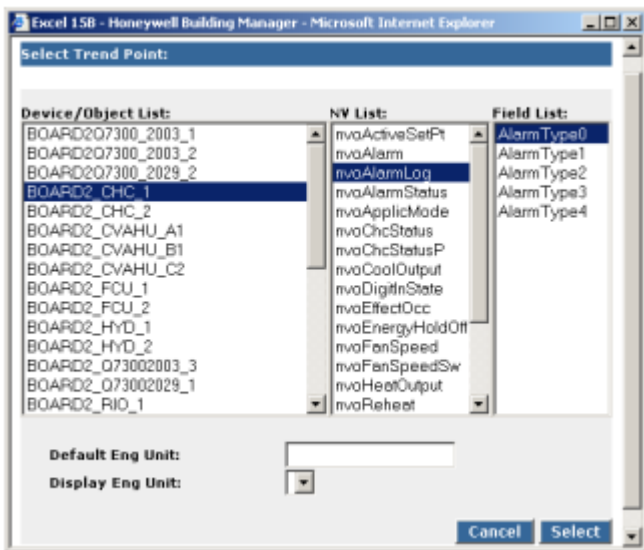 Excel 15B - Honeywell Building Manager - Microsoft Internet Explorer
Select Trend Point:
Device/Object List:
BOARD2Q7300_2003_1
BOARD2Q7300_2003_2
BOARD2Q7300_2029_2
BOARD2_CHC_1
BOARD2_CHC_2
BOARD2_CVAHU_A1
BOARD2_CVAHU_B1
BOARD2_CVAHU_C2
BOARD2_FCU_1
BOARD2_FCU_2
BOARD2_HYD_1
BOARD2_HYD_2
BOARD2_Q73002003_3
BOARD2_Q73002029_1
BOARD2_RIO_1
NV List:
nvoActiveSetPt
nvoAlarm
nvoAlarmLog
nvoAlarmStatus
nvoApplicMode
nvoChcStatus
nvoChcStatusP
nvoCoolOutput
nvoDigitInState
nvoEffectOcc
nvoEnergyHoldOff
nvoFanSpeed
nvoFanSpeedSw
nvoHeatOutput
nvoReheat
Field List:
AlarmType0
AlarmType1
AlarmType2
AlarmType3
AlarmType4
Default Eng Unit:
Display Eng Unit:
Cancel Select